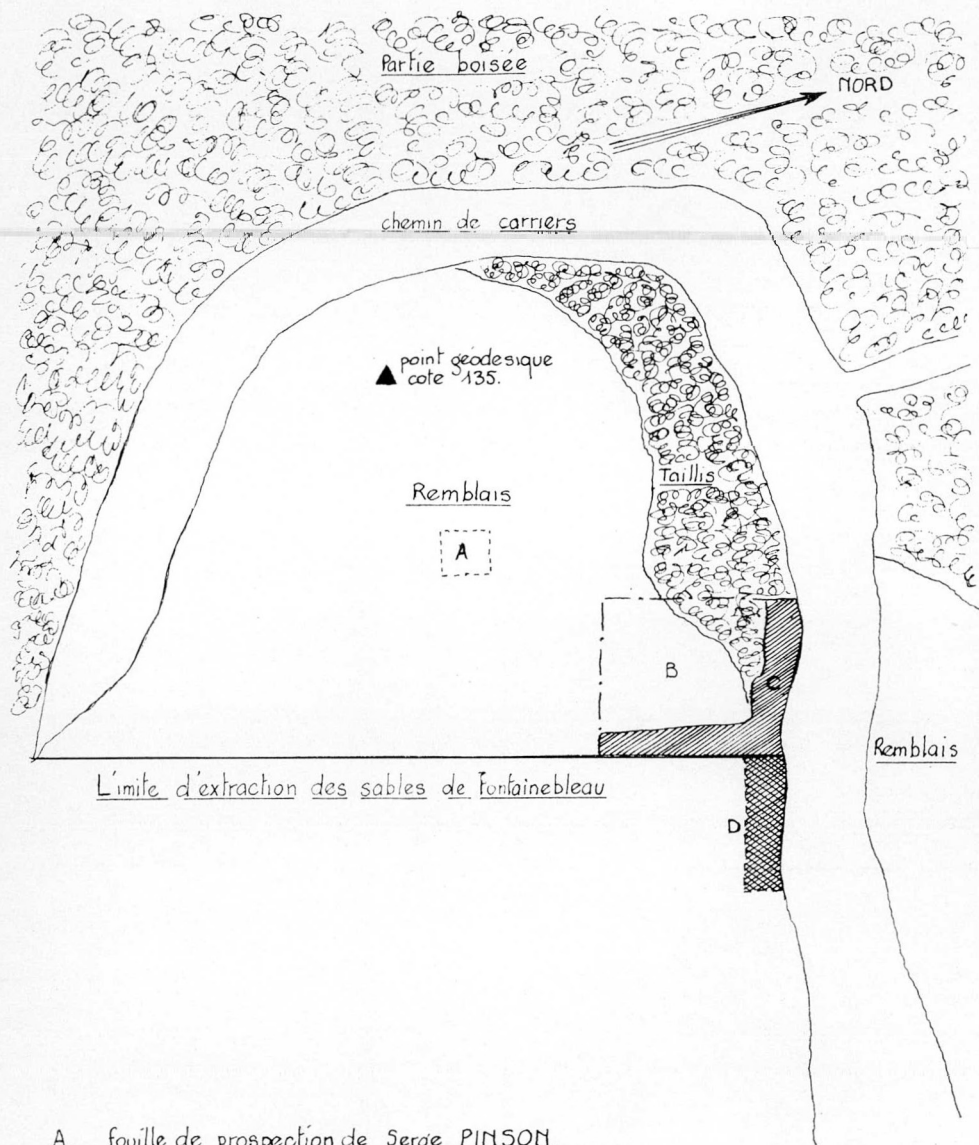 Partie boisée
NORD
chemin de carriers
point géodesique
cote 135.
Remblais
Taillis
A
B
C
Remblais
Limite d'extraction des sables de Fontainebleau
D
A fouille de prospection de Serge PINSON